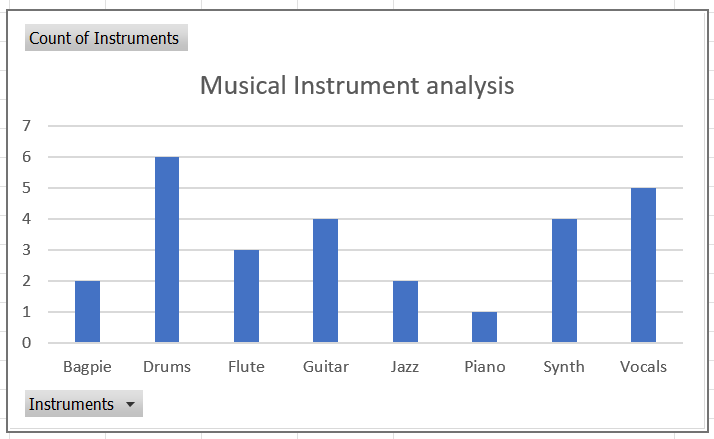 Count of Instruments
Musical Instrument analysis
7
6
5
4
3
2
1
0
Bagpie Drums Flute Guitar Jazz Piano Synth Vocals
Instruments